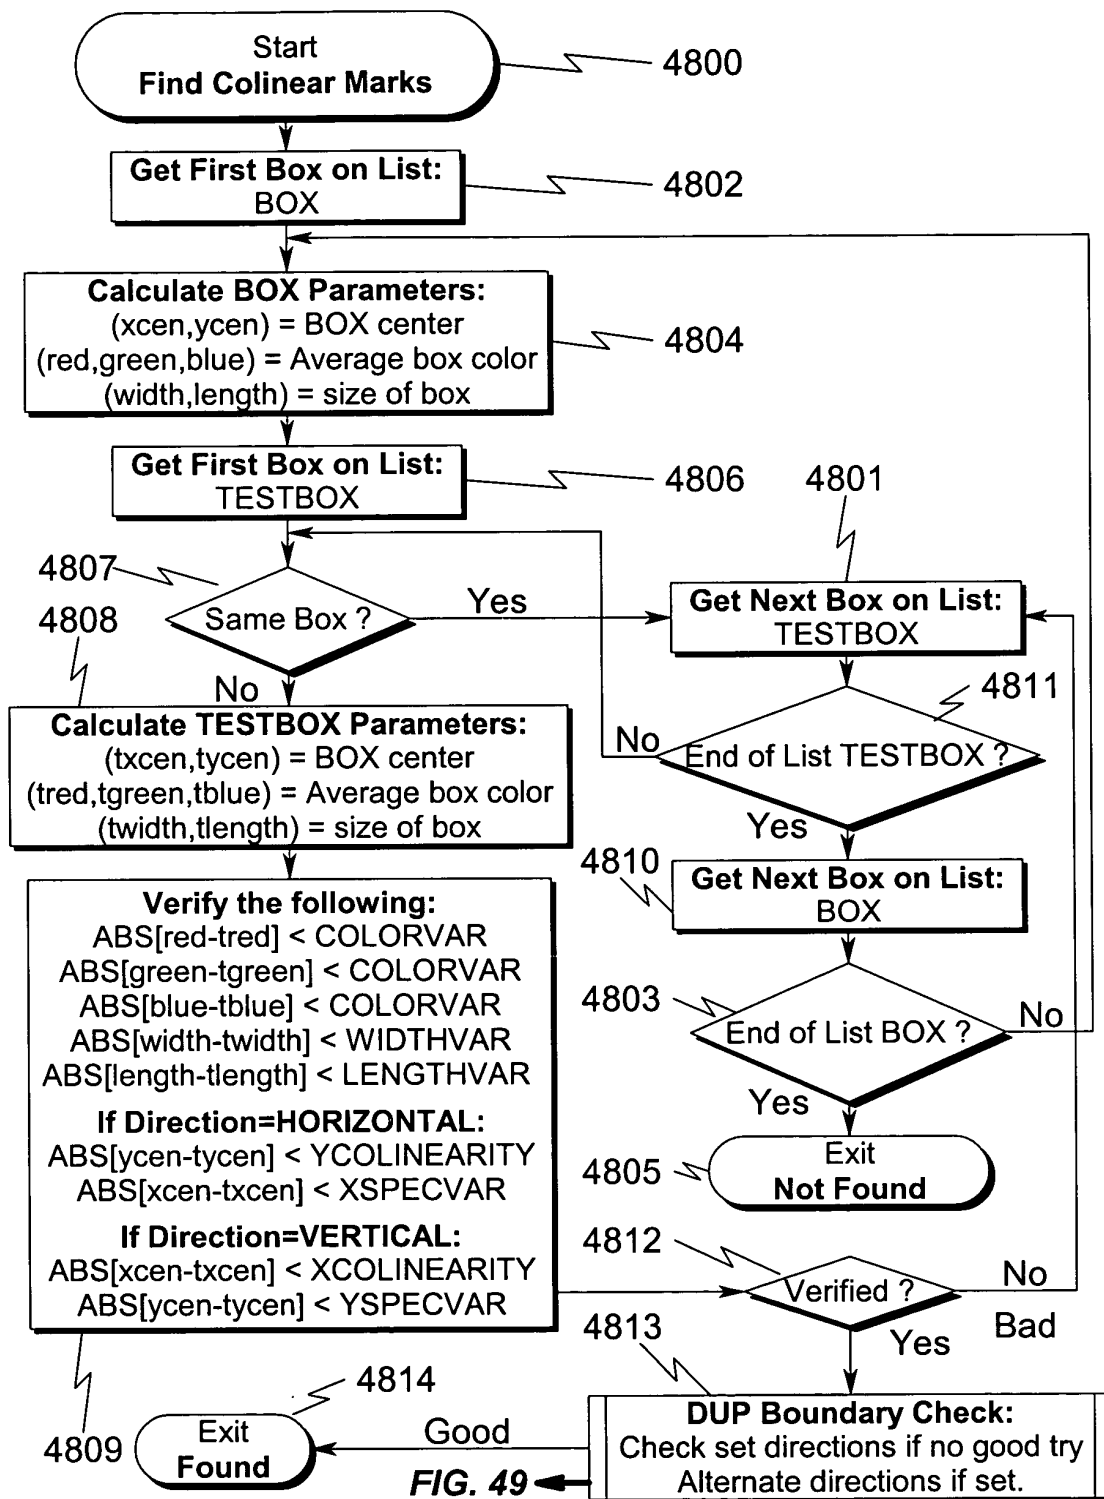 Start
Find Colinear Marks
4800
Get First Box on List:
BOX
4802
Calculate BOX Parameters:
(xcen,ycen) = BOX center
(red,green,blue) = Average box color
(width,length) = size of box
4804
Get First Box on List:
TESTBOX
4806
4801
4807
Same Box ?
Yes
Get Next Box on List:
TESTBOX
4808
No
4811
Calculate TESTBOX Parameters:
(txcen,tycen) = BOX center
(tred,tgreen,tblue) = Average box color
(twidth,tlength) = size of box
No
End of List TESTBOX ?
Yes
4810
Get Next Box on List:
BOX
Verify the following:
ABS[red-tred] < COLORVAR
ABS[green-tgreen] < COLORVAR
ABS[blue-tblue] < COLORVAR
ABS[width-twidth] < WIDTHVAR
ABS[length-tlength] < LENGTHVAR
If Direction=HORIZONTAL:
ABS[ycen-tycen] < YCOLINEARITY
ABS[xcen-txcen] < XSPECVAR
If Direction=VERTICAL:
ABS[xcen-txcen] < XCOLINEARITY
ABS[ycen-tycen] < YSPECVAR
4803
End of List BOX ?
No
Yes
4805
Exit
Not Found
4812
Verified ?
No
Bad
4813
Yes
4809
4814
Exit
Found
Good
DUP Boundary Check:
Check set directions if no good try
Alternate directions if set.
FIG. 49